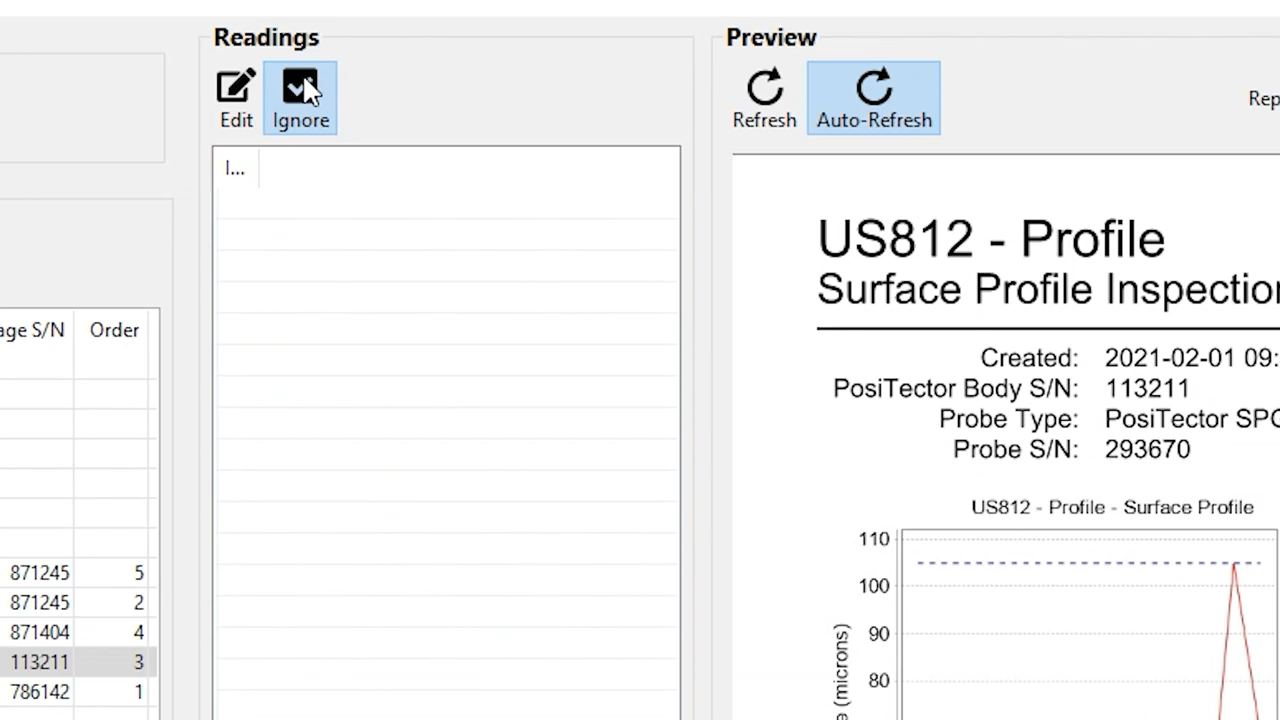 Readings
Edit
Ignore
I...
age S/N Order
871245 5
871245 2
871404 4
113211 3
786142 1
Preview
Refresh
Auto-Refresh
Rep
US812 - Profile
Surface Profile Inspection
Created: 2021-02-01 09:
PosiTector Body S/N: 113211
Probe Type: PosiTector SPG
Probe S/N: 293670
US812 - Profile - Surface Profile
110
100
90
80
e (microns)